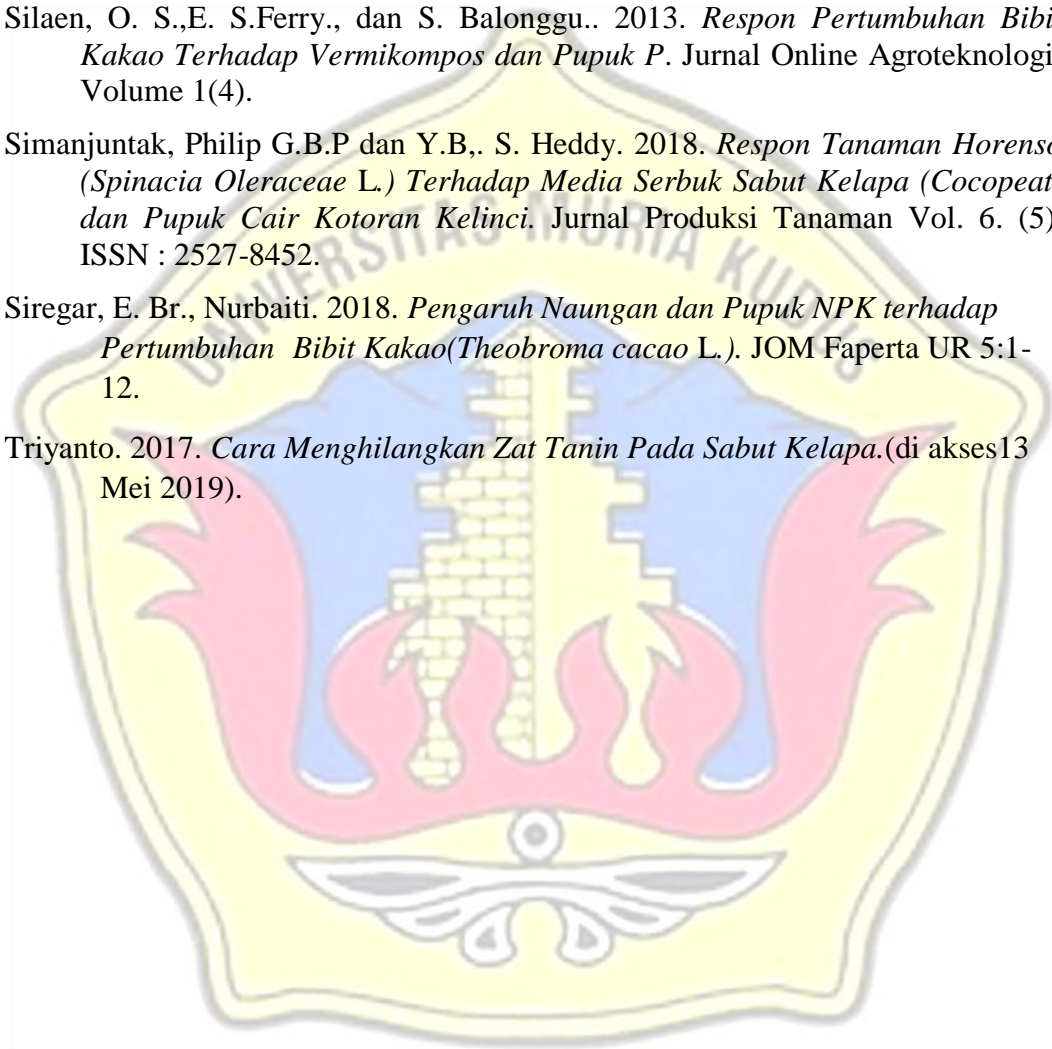 Silaen, O. S.,E. S.Ferry., dan S. Balonggu.. 2013. Respon Pertumbuhan Bibi
Kakao Terhadap Vermikompos dan Pupuk P. Jurnal Online Agroteknologi
Volume 1(4).
Simanjuntak, Philip G.B.P dan Y.B,. S. Heddy. 2018. Respon Tanaman Horenso
(Spinacia Oleraceae L.) Terhadap Media Serbuk Sabut Kelapa (Cocopeat
dan Pupuk Cair Kotoran Kelinci. Jurnal Produksi Tanaman Vol. 6. (5)
ISSN : 2527-8452.
Siregar, E. Br., Nurbaiti. 2018. Pengaruh Naungan dan Pupuk NPK terhadap
Pertumbuhan Bibit Kakao(Theobroma cacao L.). JOM Faperta UR 5:1-
12.
Triyanto. 2017. Cara Menghilangkan Zat Tanin Pada Sabut Kelapa.(di akses13
Mei 2019).
UNIVERSITAS MURIA KUDUS